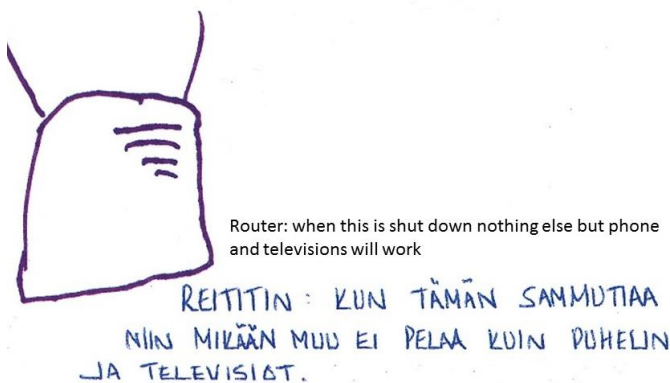 Router: when this is shut down nothing else but phone
and televisions will work
REITITIN: KUN TÄMÄN SAMMUTTAA
NIIN MIKÄÄN MUU EI PELAA KUIN PUHELIN
JA TELEVISIOT.